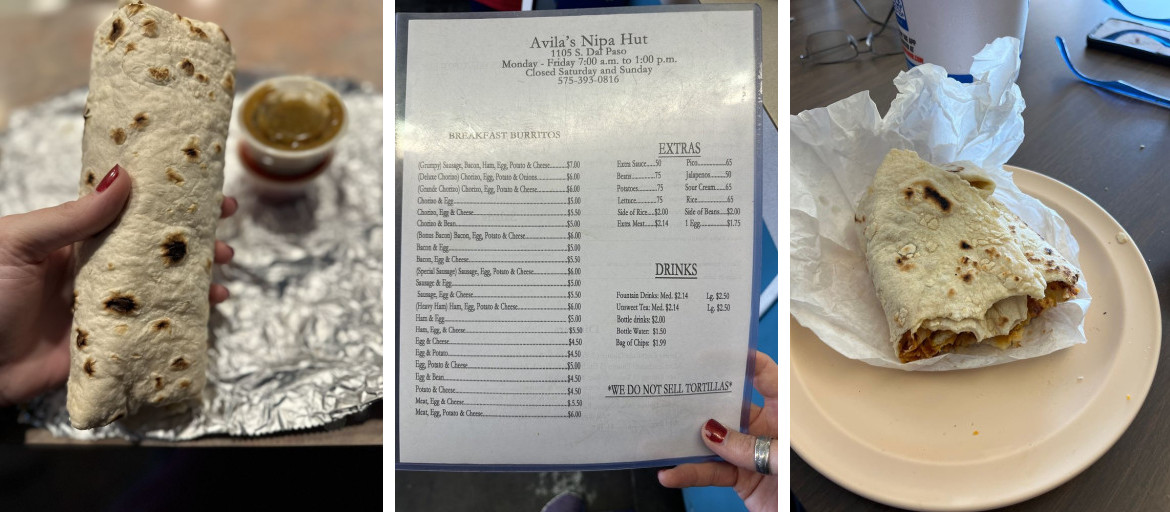 Avila's Nipa Hut
1105 S. Dal Paso
Monday - Friday 7:00 a.m. to 1:00 p.m.
Closed Saturday and Sunday
575-393-0816
BREAKFAST BURRITOS
(Grumpy) Sausage, Bacon, Ham, Egg, Potato & Cheese........$7.00
(Deluxe Chorizo) Chorizo, Egg, Potato & Onions..............$6.00
(Grande Chorizo) Chorizo, Egg, Potato & Cheese..............$6.00
Chorizo & Egg..............$5.00
Chorizo, Egg & Cheese..............$5.50
Chorizo & Bean..............$5.00
(Bonus Bacon) Bacon, Egg, Potato & Cheese..............$6.00
Bacon & Egg..............$5.00
Bacon, Egg & Cheese..............$5.50
(Special Sausage) Sausage, Egg, Potato & Cheese..............$6.00
Sausage & Egg..............$5.00
Sausage, Egg & Cheese..............$5.50
(Heavy Ham) Ham, Egg, Potato & Cheese..............$6.00
Ham & Egg..............$5.00
Ham, Egg, & Cheese..............$5.50
Egg & Cheese..............$4.50
Egg & Potato..............$4.50
Egg, Potato & Cheese..............$5.00
Egg & Bean..............$4.50
Potato & Cheese..............$4.50
Meat, Egg & Cheese..............$5.50
Meat, Egg, Potato & Cheese..............$6.00
EXTRAS
Extra Sauce.....50 Pico..............65
Beans..........75 Jalapenos..........50
Potatoes..........75 Sour Cream.....65
Lettuce..........75 Rice..............65
Side of Rice....$2.00 Side of Beans...$2.00
Extra Meat.....$2.14 1 Egg..........$1.75
DRINKS
Fountain Drinks: Med. $2.14 Lg. $2.50
Unsweet Tea: Med. $2.14 Lg. $2.50
Bottle drinks: $2.00
Bottle Water: $1.50
Bag of Chips: $1.99
*WE DO NOT SELL TORTILLAS*